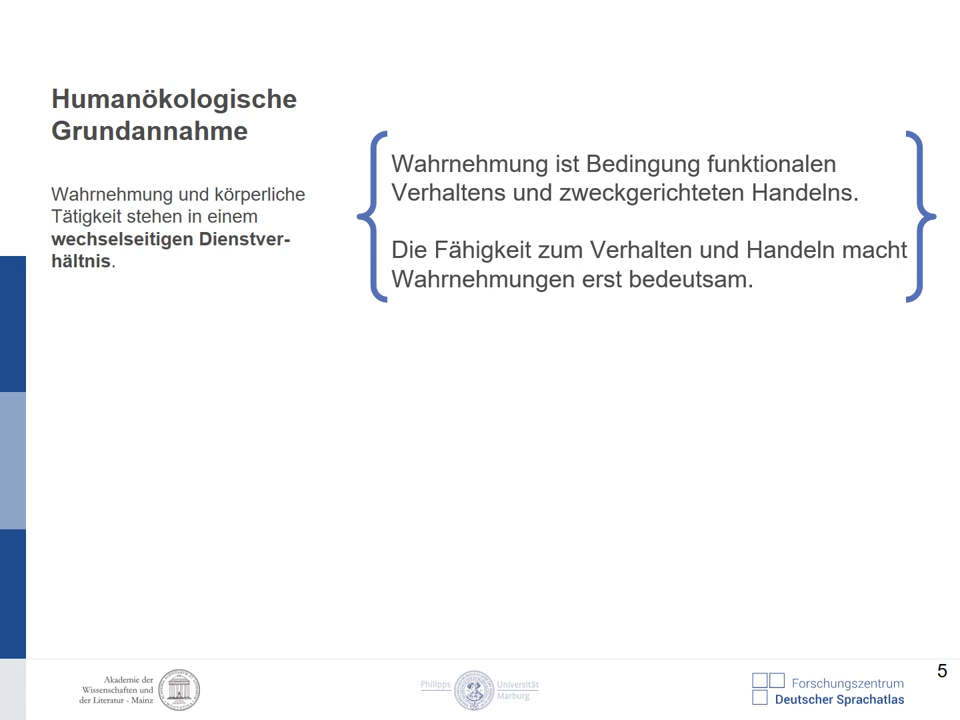 Humanökologische
Grundannahme
Wahrnehmung und körperliche
Tätigkeit stehen in einem
wechselseitigen Dienstver-
hältnis.
Wahrnehmung ist Bedingung funktionalen
Verhaltens und zweckgerichteten Handelns.
Die Fähigkeit zum Verhalten und Handeln macht
Wahrnehmungen erst bedeutsam.
Akademie der
Wissenschaften und
der Literatur - Mainz
Philipps Universität
Marburg
Forschungszentrum
Deutscher Sprachatlas
5